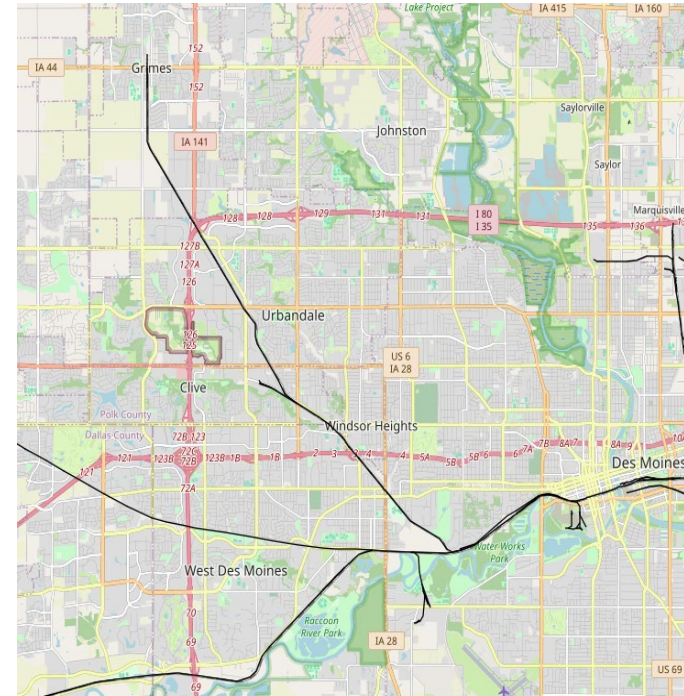 Lake Project
IA 415
IA 160
152
IA 44
Grimes
152
Saylorville
Johnston
IA 141
Saylor
Marquisville
128
128
129
131
131
I 80
I 35
135
136
127B
127A
126
Urbandale
126
125
US 6
IA 28
Clive
Polk County
Dallas County
Windsor Heights
72B
123
7B
8A
7
8A
9
72C
72B
121
121
123B
123B
1B
1B
2
3
3
4
4
5A
5B
5B
6
6
7A
Des Moines
72A
Water Works
Park
West Des Moines
70
Raccoon
River Park
69
IA 28
US 69
69